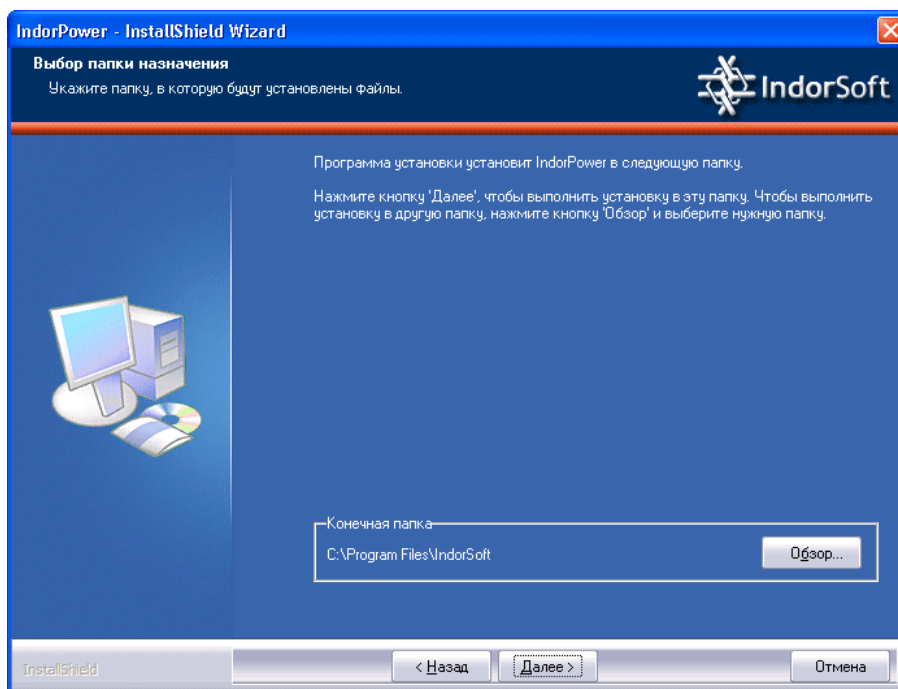 IndorPower - InstallShield Wizard
Выбор папки назначения
Укажите папку, в которую будут установлены файлы.
IndorSoft
Программа установки установит IndorPower в следующую папку.
Нажмите кнопку 'Далее', чтобы выполнить установку в эту папку. Чтобы выполнить
установку в другую папку, нажмите кнопку 'Обзор' и выберите нужную папку.
Конечная папка
C:\Program Files\IndorSoft
Обзор...
InstallShield
< Назад
Далее >
Отмена